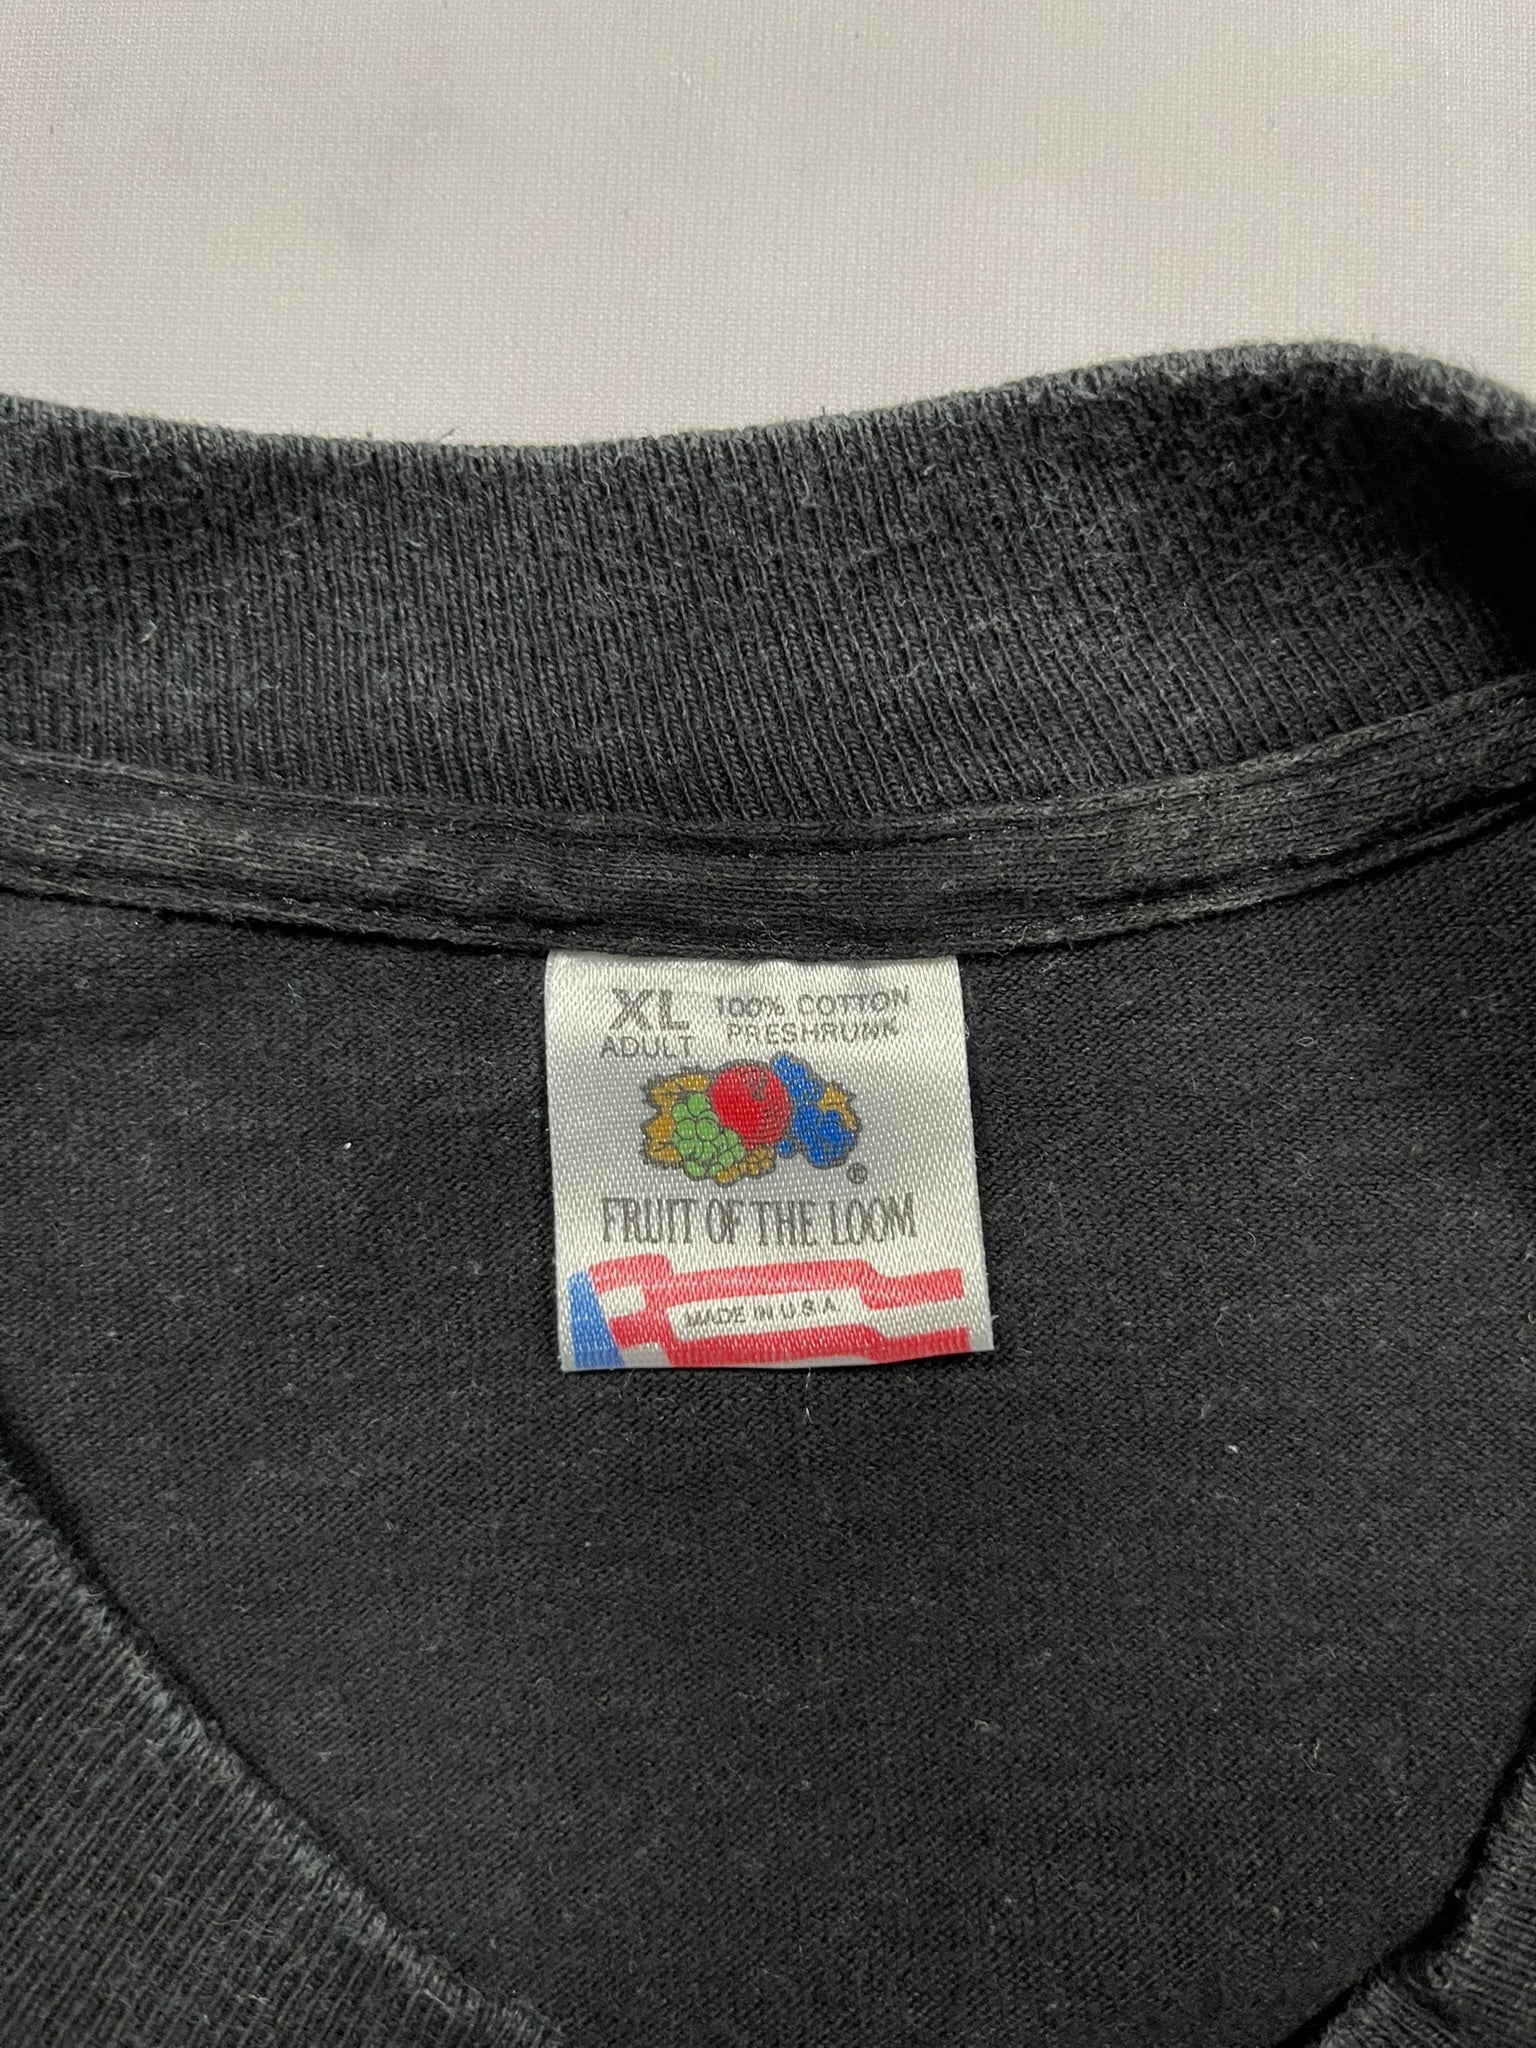 XL 100% COTTON
ADULT PRESHRUNK
®
FRUIT OF THE LOOM
MADE IN U.S.A.